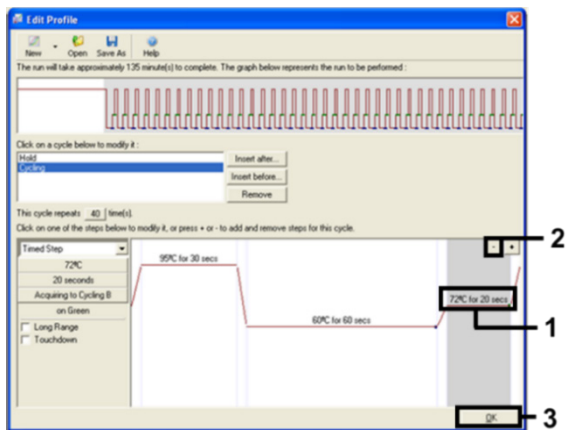 Edit Profile
New Open Save As Help
The run will take approximately 135 minute(s) to complete. The graph below represents the run to be performed :
Click on a cycle below to modify it :
Hold
Cycling
Insert after...
Insert before...
Remove
This cycle repeats 40 time(s).
Click on one of the steps below to modify it, or press + or - to add and remove steps for this cycle.
Timed Step
- +
2
72ºC
20 seconds
Acquiring to Cycling B
on Green
Long Range
Touchdown
95ºC for 30 secs
60ºC for 60 secs
72ºC for 20 secs
1
OK
3